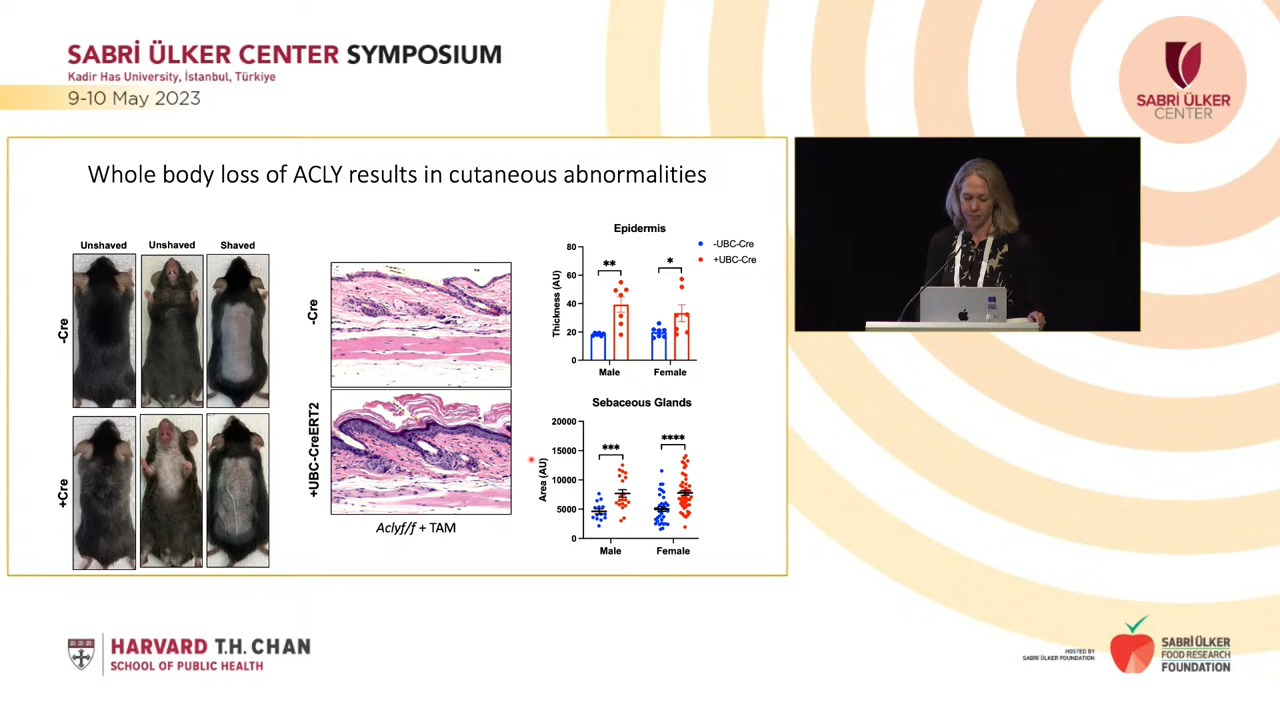 SABRİ ÜLKER CENTER SYMPOSIUM
Kadir Has University, İstanbul, Türkiye
9-10 May 2023
SABRİ ÜLKER
CENTER
Whole body loss of ACLY results in cutaneous abnormalities
Unshaved Unshaved Shaved
-Cre
+Cre
-Cre
+UBC-CreERT2
Aclyf/f + TAM
Epidermis
-UBC-Cre
+UBC-Cre
Thickness (AU)
80
60
40
20
0
** *
Male Female
Sebaceous Glands
Area (AU)
20000
15000
10000
5000
0
*** ****
Male Female
HARVARD T.H. CHAN
SCHOOL OF PUBLIC HEALTH
HOSTED BY
SABRİ ÜLKER FOUNDATION
SABRİ ÜLKER
FOOD RESEARCH
FOUNDATION